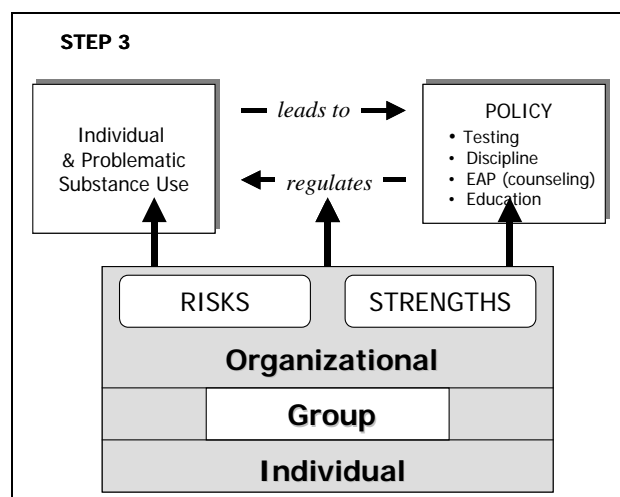 STEP 3
Individual
& Problematic
Substance Use
leads to
regulates
POLICY
• Testing
• Discipline
• EAP (counseling)
• Education
RISKS
STRENGTHS
Organizational
Group
Individual